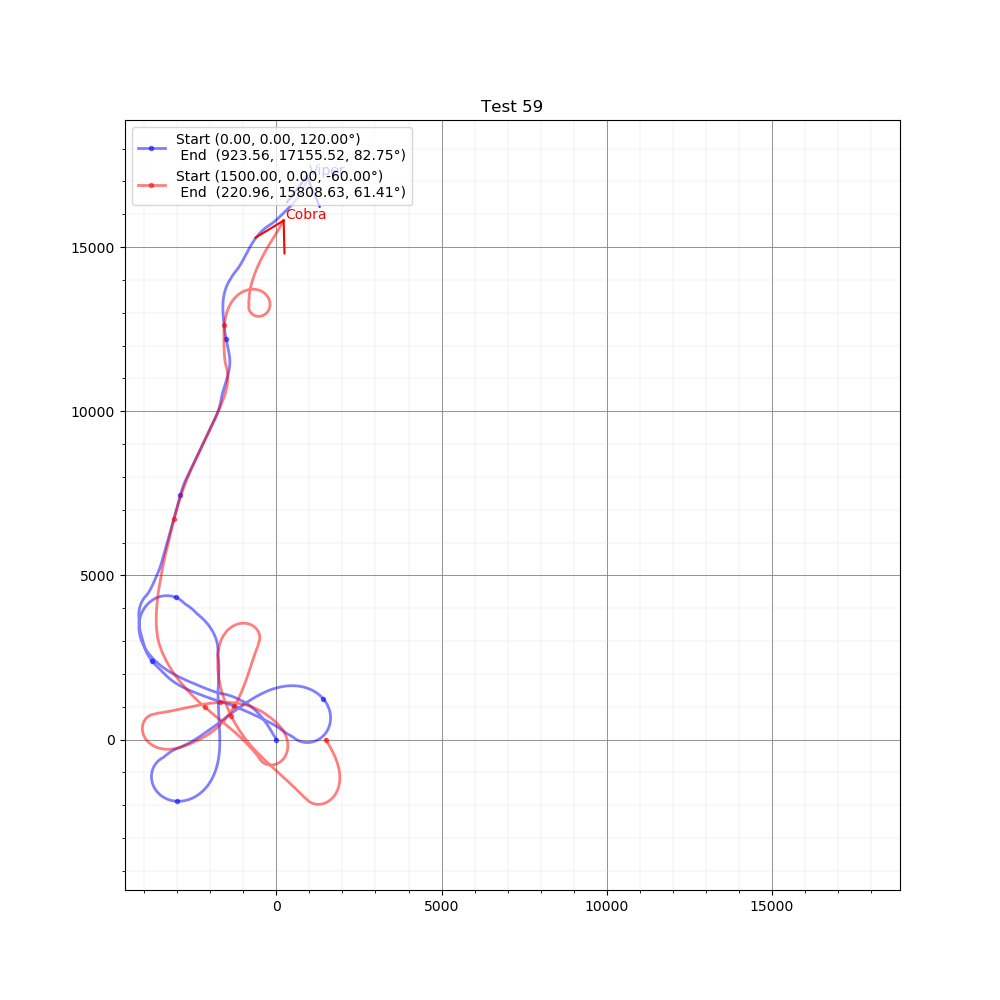 Test 59
Start (0.00, 0.00, 120.00°)
End (923.56, 17155.52, 82.75°)
Start (1500.00, 0.00, -60.00°)
End (220.96, 15808.63, 61.41°)
Viper
Cobra
15000
10000
5000
0
0
5000
10000
15000